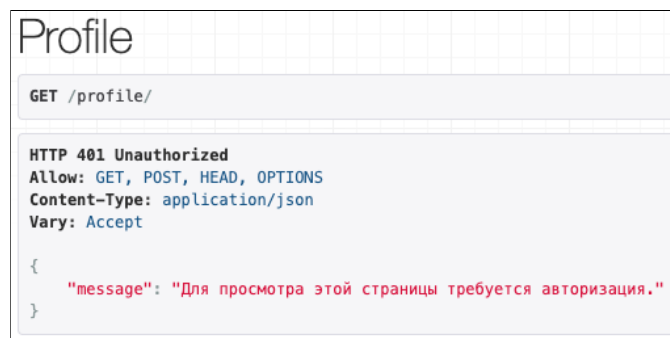 Profile
GET /profile/
HTTP 401 Unauthorized
Allow: GET, POST, HEAD, OPTIONS
Content-Type: application/json
Vary: Accept
{
"message": "Для просмотра этой страницы требуется авторизация."
}